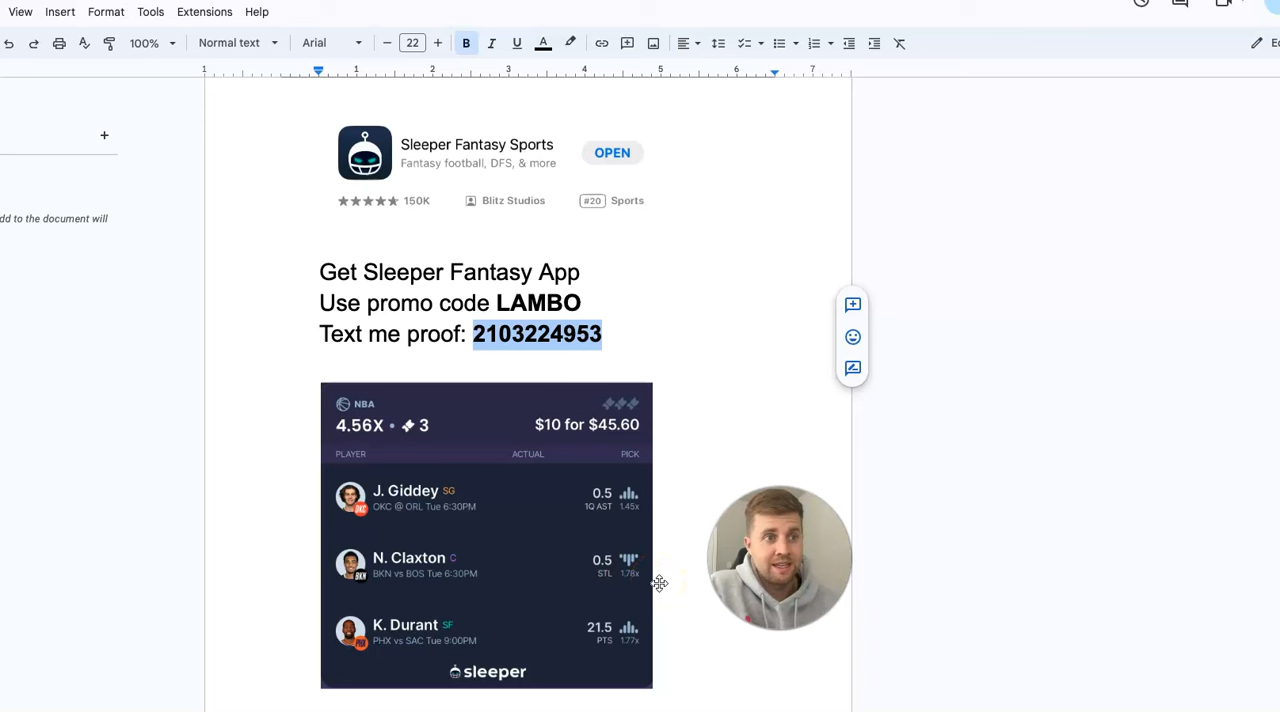 View Insert Format Tools Extensions Help
100% Normal text Arial 22 B I U A
1 1 2 3 4 5 6 7
dd to the document will
Sleeper Fantasy Sports
Fantasy football, DFS, & more
OPEN
150K Blitz Studios #20 Sports
Get Sleeper Fantasy App
Use promo code LAMBO
Text me proof: 2103224953
NBA
4.56X • 3 $10 for $45.60
PLAYER ACTUAL PICK
J. Giddey SG 0.5
OKC @ ORL Tue 6:30PM 1Q AST 1.45x
OKC
N. Claxton C 0.5
BKN vs BOS Tue 6:30PM STL 1.78x
BKN
K. Durant SF 21.5
PHX vs SAC Tue 9:00PM PTS 1.77x
PHX
sleeper